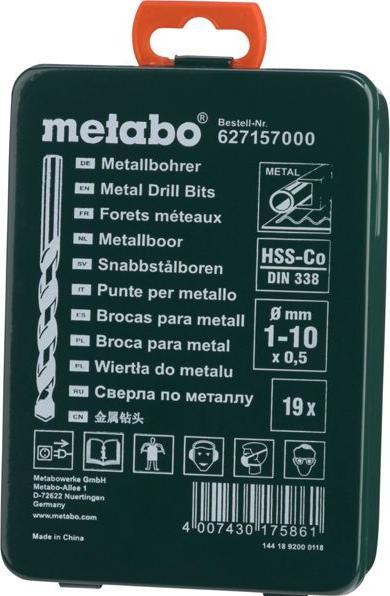 metabo®
Bestell-Nr.
627157000
DE Metallbohrer
EN Metal Drill Bits
FR Forets méteaux
NL Metallboor
SV Snabbstålboren
IT Punte per metallo
ES Brocas para metall
PL Broca para metal
PL Wiertła do metalu
RU Сверла по металлу
CN 金属钻头
METAL
HSS-Co
DIN 338
Ø mm
1-10
x 0,5
19x
Metabowerke GmbH
Metabo-Allee 1
D-72622 Nuertingen
Germany
www.metabo.com
Made in China
4 007430 175861
144 18 9200 0118